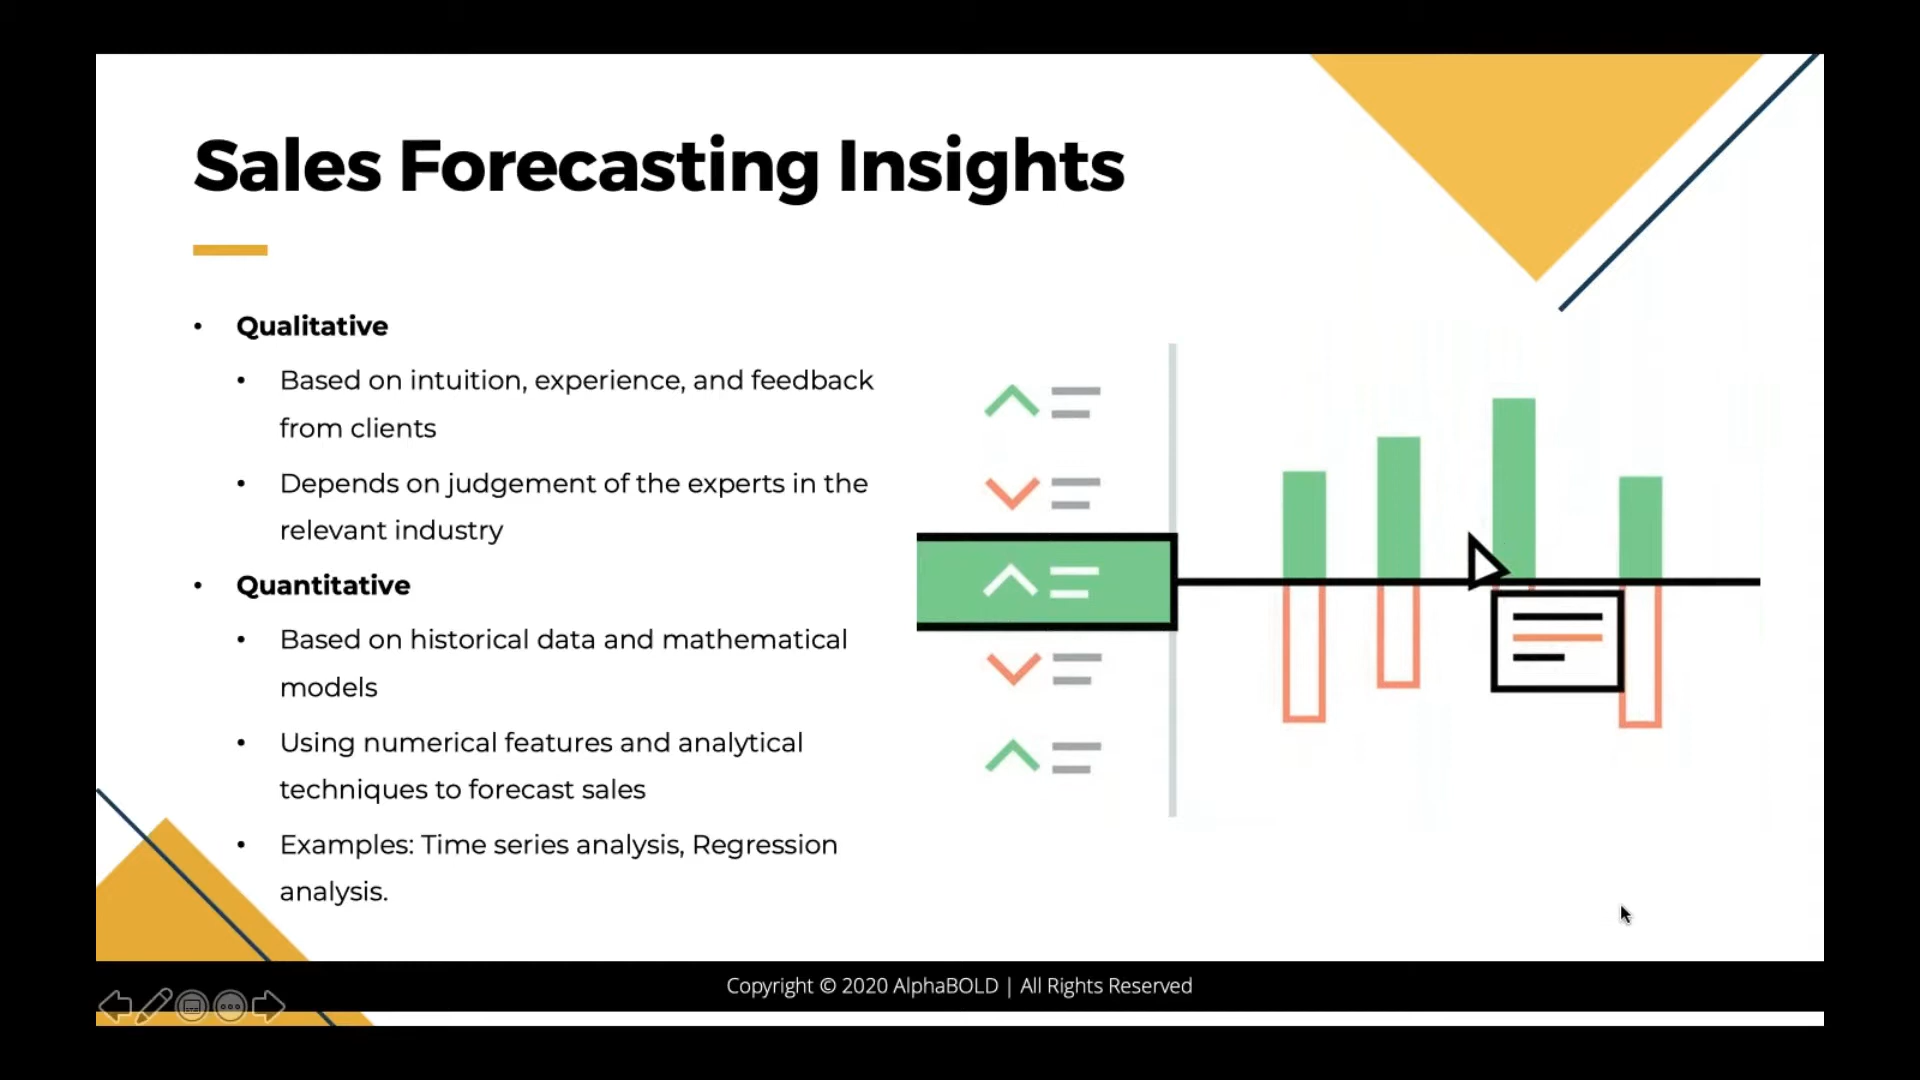 Sales Forecasting Insights
• Qualitative
• Based on intuition, experience, and feedback
from clients
• Depends on judgement of the experts in the
relevant industry
• Quantitative
• Based on historical data and mathematical
models
• Using numerical features and analytical
techniques to forecast sales
• Examples: Time series analysis, Regression
analysis.
Copyright © 2020 AlphaBOLD | All Rights Reserved